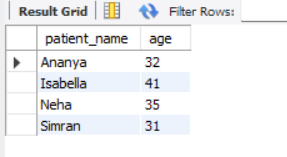 Result Grid Filter Rows:
patient_name age
Ananya 32
Isabella 41
Neha 35
Simran 31